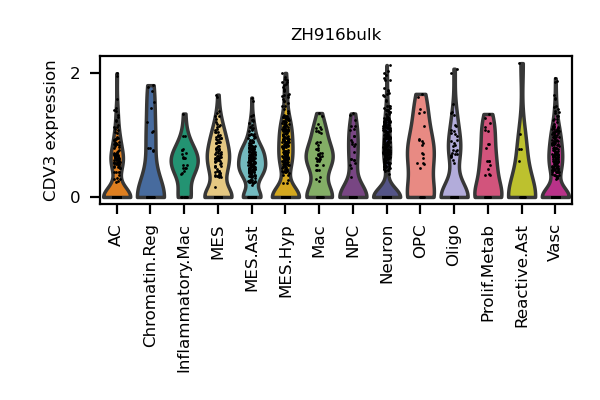 ZH916bulk
CDV3 expression
2
0
AC
Chromatin.Reg
Inflammatory.Mac
MES
MES.Ast
MES.Hyp
Mac
NPC
Neuron
OPC
Oligo
Prolif.Metab
Reactive.Ast
Vasc